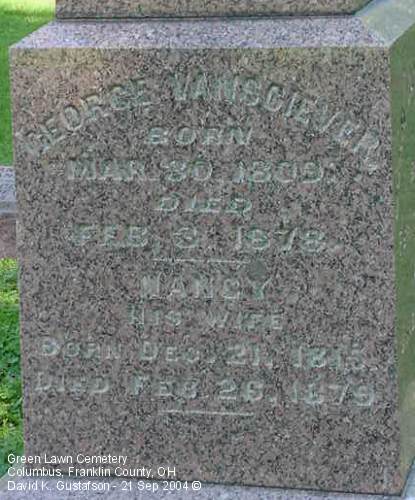 GEORGE VANSCIEVER
BORN
MAR. 30, 1809.
DIED
FEB. 3, 1878.
NANCY
HIS WIFE
BORN DEC. 21, 1815
DIED FEB 26, 1879.
Green Lawn Cemetery
Columbus, Franklin County, OH
David K. Gustafson - 21 Sep 2004 ©